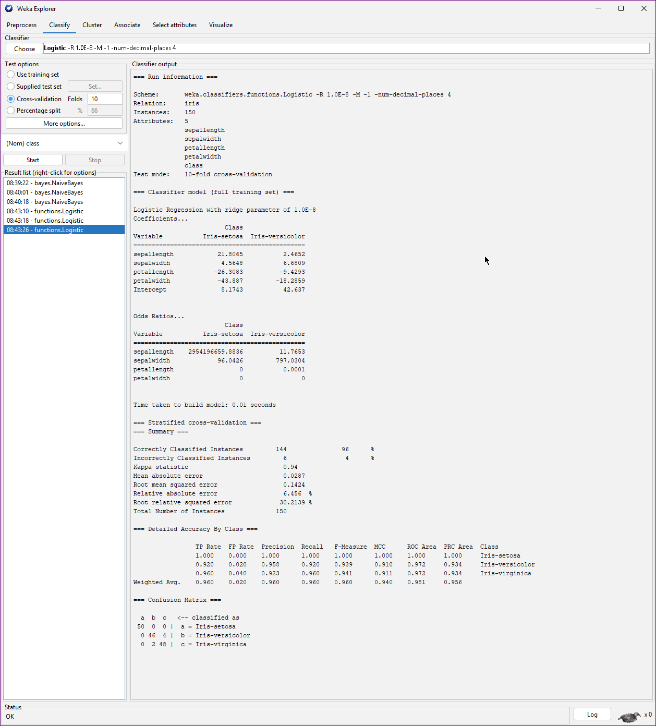 Weka Explorer
Preprocess Classify Cluster Associate Select attributes Visualize
Classifier
Choose Logistic -R 1.0E-8 -M -1 -num-decimal-places 4
Test options
Use training set
Supplied test set Set...
Cross-validation Folds 10
Percentage split % 66
More options...
(Nom) class
Start Stop
Result list (right-click for options)
08:39:22 - bayes.NaiveBayes
08:40:01 - bayes.NaiveBayes
08:40:18 - bayes.NaiveBayes
08:43:10 - functions.Logistic
08:43:18 - functions.Logistic
08:43:26 - functions.Logistic
Classifier output
=== Run information ===
Scheme: weka.classifiers.functions.Logistic -R 1.0E-8 -M -1 -num-decimal-places 4
Relation: iris
Instances: 150
Attributes: 5
sepallength
sepalwidth
petallength
petalwidth
class
Test mode: 10-fold cross-validation
=== Classifier model (full training set) ===
Logistic Regression with ridge parameter of 1.0E-8
Coefficients...
Class
Variable Iris-setosa Iris-versicolor
===============================================
sepallength 21.8065 2.4652
sepalwidth 4.5648 6.6809
petallength -26.3083 -9.4293
petalwidth -43.887 -18.2859
Intercept 8.1743 42.637
Odds Ratios...
Class
Variable Iris-setosa Iris-versicolor
===============================================
sepallength 2954196659.8836 11.7653
sepalwidth 96.0426 797.0304
petallength 0 0.0001
petalwidth 0 0
Time taken to build model: 0.01 seconds
=== Stratified cross-validation ===
=== Summary ===
Correctly Classified Instances 144 96 %
Incorrectly Classified Instances 6 4 %
Kappa statistic 0.94
Mean absolute error 0.0287
Root mean squared error 0.1424
Relative absolute error 6.456 %
Root relative squared error 30.2139 %
Total Number of Instances 150
=== Detailed Accuracy By Class ===
TP Rate FP Rate Precision Recall F-Measure MCC ROC Area PRC Area Class
1.000 0.000 1.000 1.000 1.000 1.000 1.000 1.000 Iris-setosa
0.920 0.020 0.958 0.920 0.939 0.910 0.972 0.934 Iris-versicolor
0.960 0.040 0.923 0.960 0.941 0.911 0.972 0.934 Iris-virginica
Weighted Avg. 0.960 0.020 0.960 0.960 0.960 0.940 0.981 0.956
=== Confusion Matrix ===
a b c <-- classified as
50 0 0 | a = Iris-setosa
0 46 4 | b = Iris-versicolor
0 2 48 | c = Iris-virginica
Status
OK
Log x 0